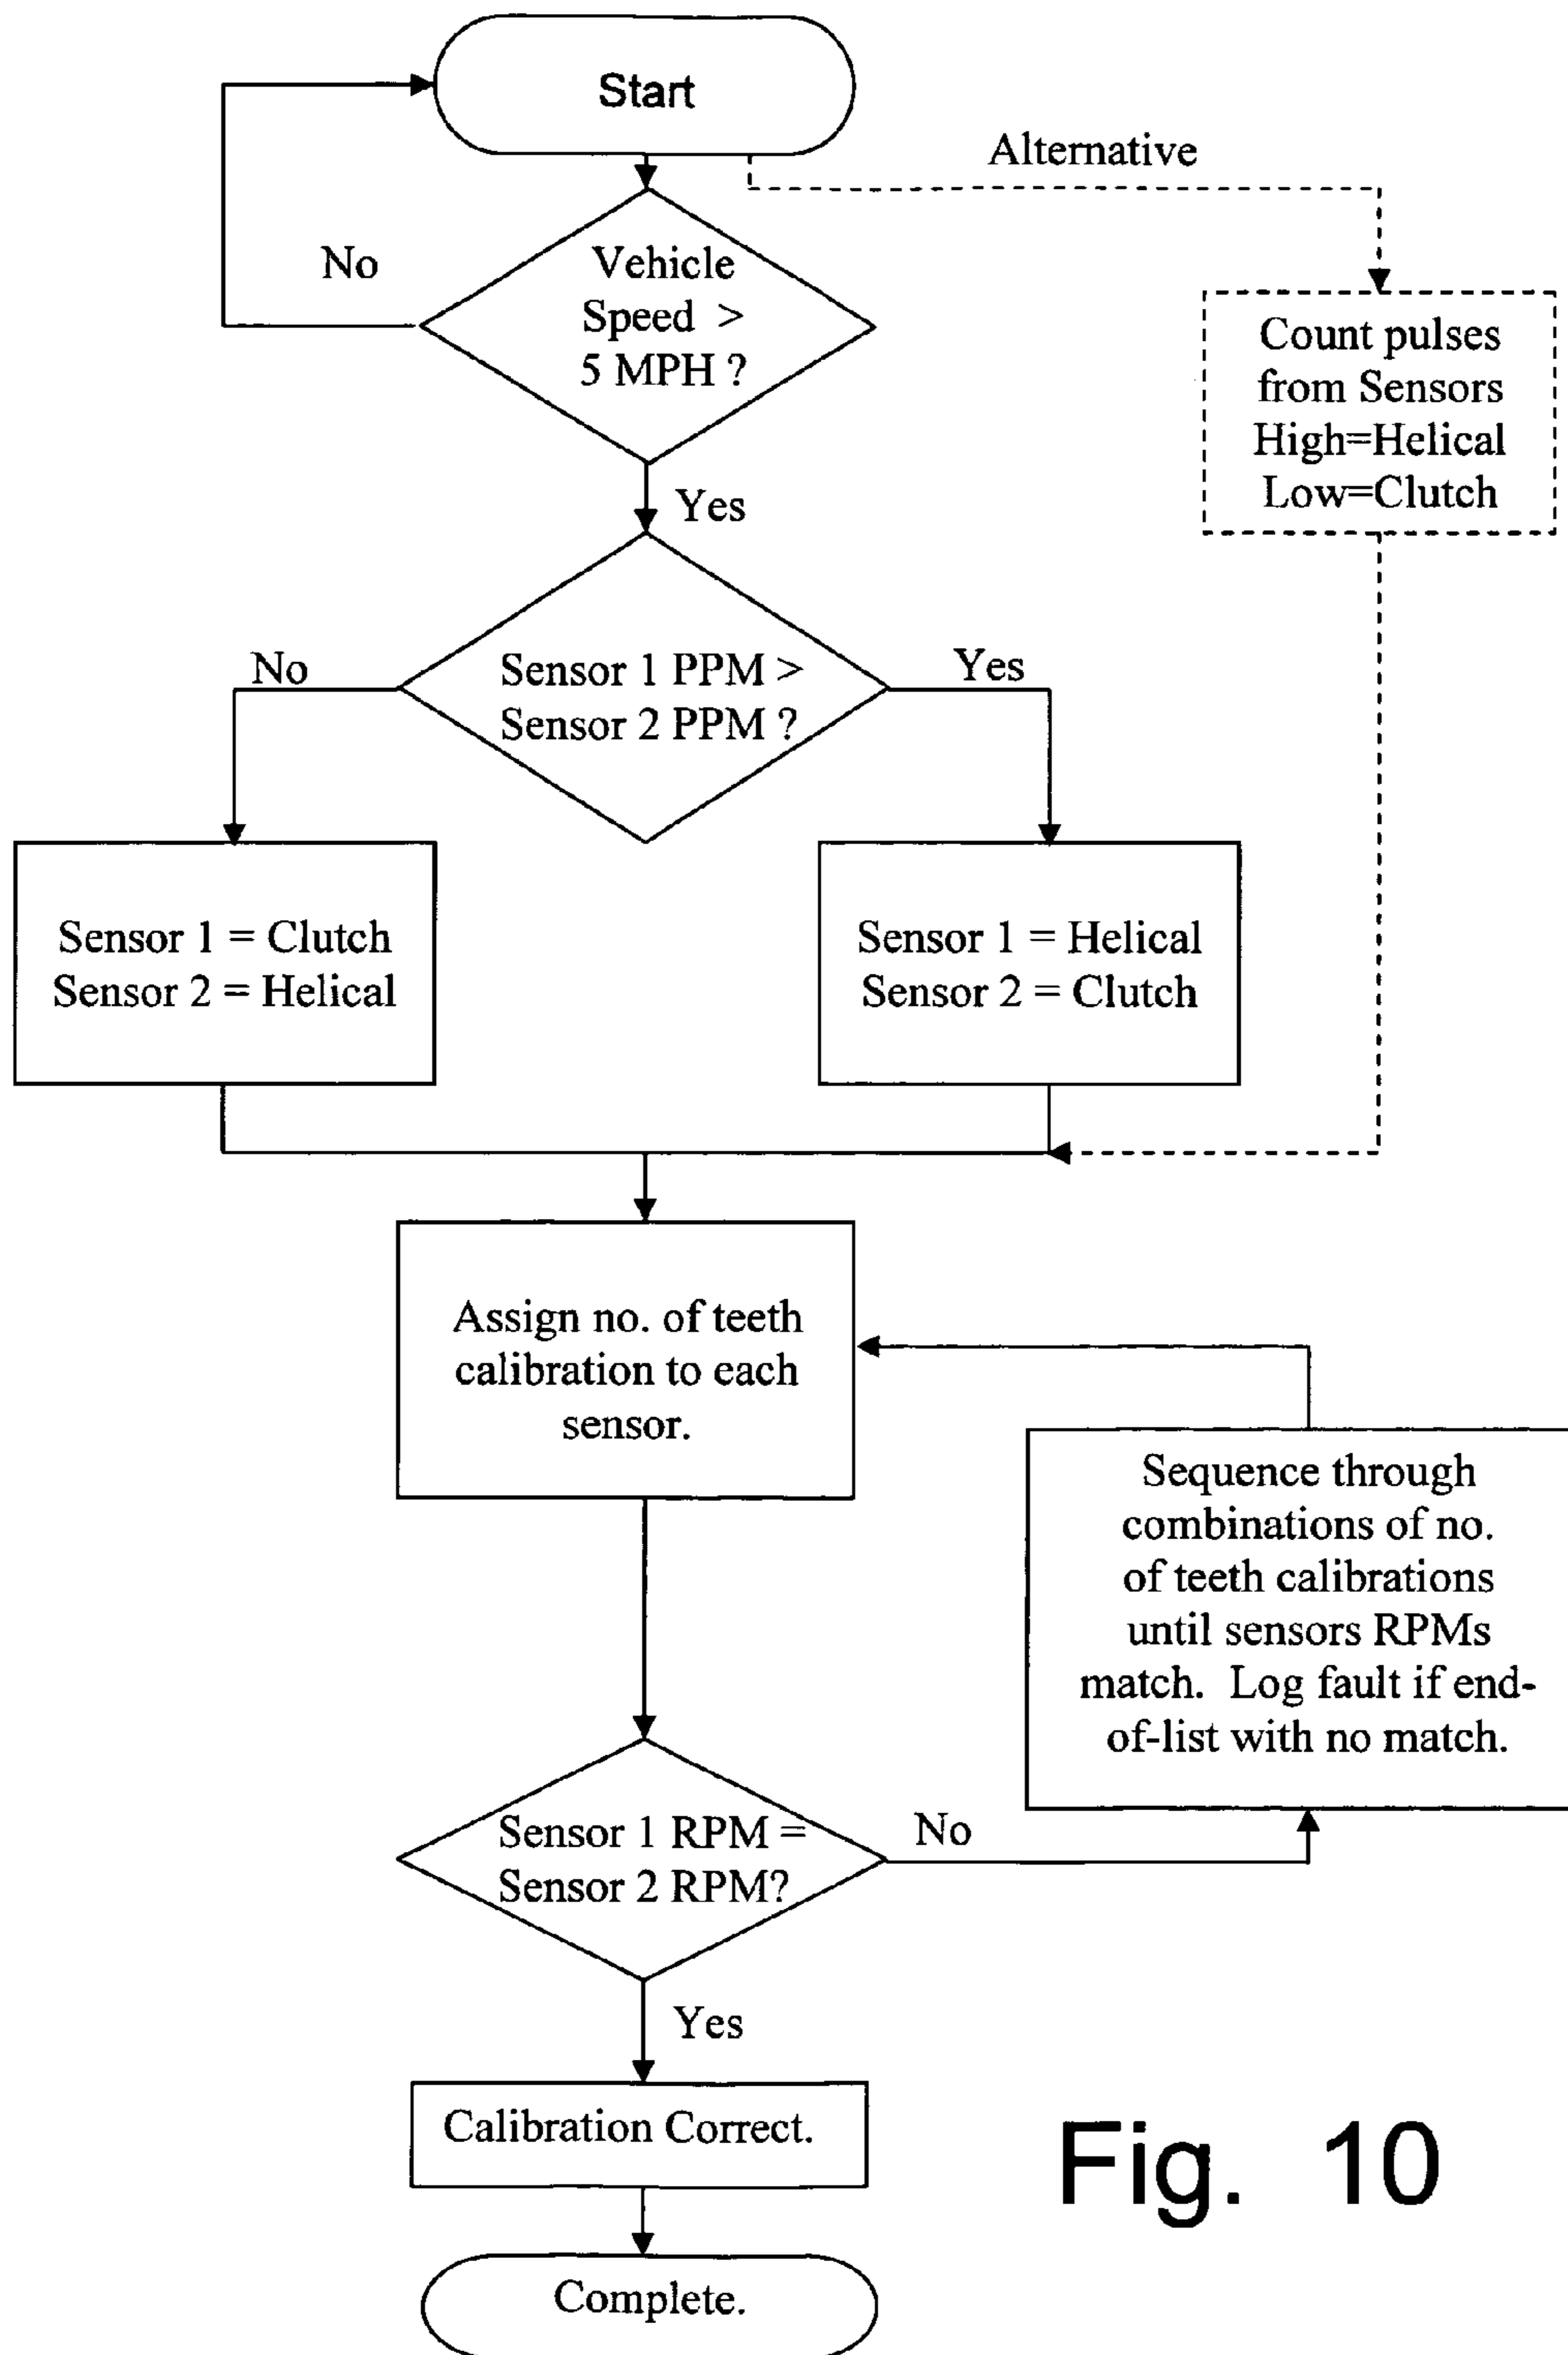 Start
Alternative
No
Vehicle
Speed >
5 MPH ?
Count pulses
from Sensors
High=Helical
Low=Clutch
Yes
No
Sensor 1 PPM >
Sensor 2 PPM ?
Yes
Sensor 1 = Clutch
Sensor 2 = Helical
Sensor 1 = Helical
Sensor 2 = Clutch
Assign no. of teeth
calibration to each
sensor.
Sequence through
combinations of no.
of teeth calibrations
until sensors RPMs
match. Log fault if end-
of-list with no match.
Sensor 1 RPM =
Sensor 2 RPM?
No
Yes
Calibration Correct.
Complete.
Fig. 10